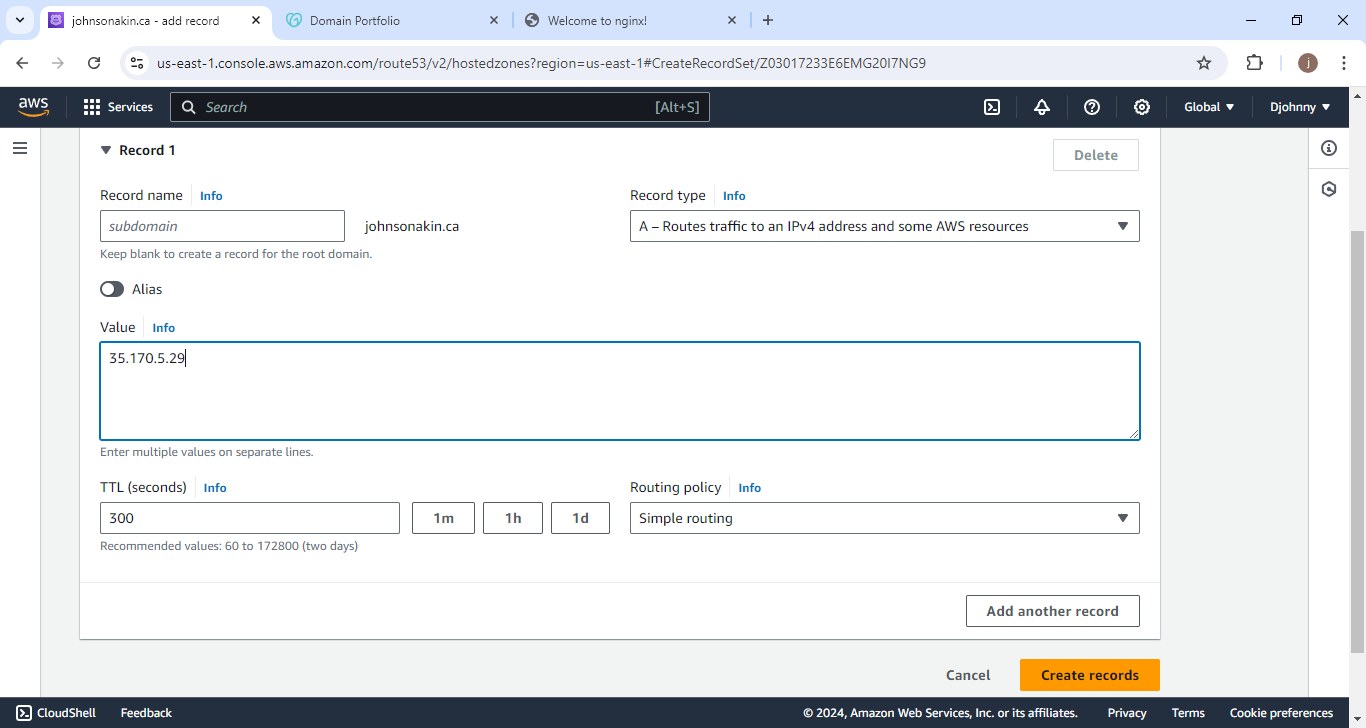 johnsonakin.ca - add record
Domain Portfolio
Welcome to nginx!
us-east-1.console.aws.amazon.com/route53/v2/hostedzones?region=us-east-1#CreateRecordSet/Z03017233E6EMG20I7NG9
j
aws
Services
Search
[Alt+S]
Global
Djohnny
Record 1
Delete
Record name
Info
Record type
Info
subdomain
johnsonakin.ca
A – Routes traffic to an IPv4 address and some AWS resources
Keep blank to create a record for the root domain.
Alias
Value
Info
35.170.5.29
Enter multiple values on separate lines.
TTL (seconds)
Info
Routing policy
Info
300
1m
1h
1d
Simple routing
Recommended values: 60 to 172800 (two days)
Add another record
Cancel
Create records
CloudShell
Feedback
© 2024, Amazon Web Services, Inc. or its affiliates.
Privacy
Terms
Cookie preferences